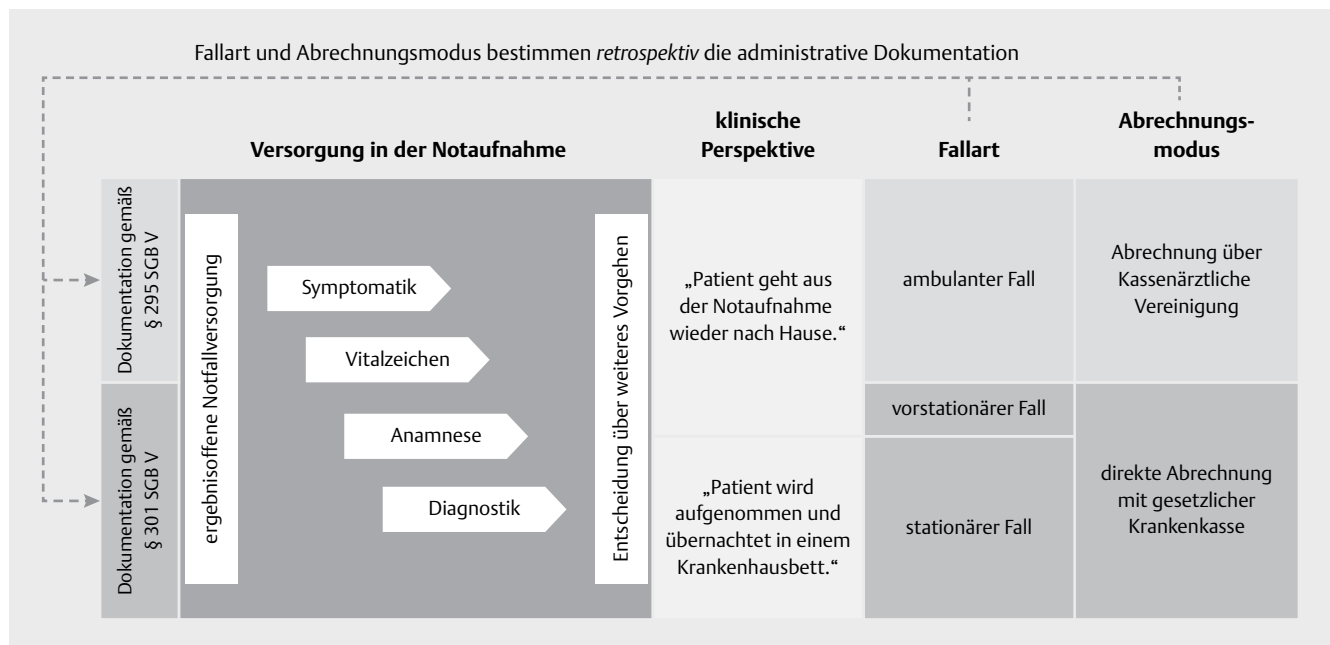 Fallart und Abrechnungsmodus bestimmen retrospektiv die administrative Dokumentation
Versorgung in der Notaufnahme
klinische
Perspektive
Fallart
Abrechnungs-
modus
Dokumentation gemäß
§ 295 SGB V
Dokumentation gemäß
§ 301 SGB V
ergebnisoffene Notfallversorgung
Symptomatik
Vitalzeichen
Anamnese
Diagnostik
Entscheidung über weiteres Vorgehen
„Patient geht aus
der Notaufnahme
wieder nach Hause.“
„Patient wird
aufgenommen und
übernachtet in einem
Krankenhausbett.“
ambulanter Fall
vorstationärer Fall
stationärer Fall
Abrechnung über
Kassenärztliche
Vereinigung
direkte Abrechnung
mit gesetzlicher
Krankenkasse